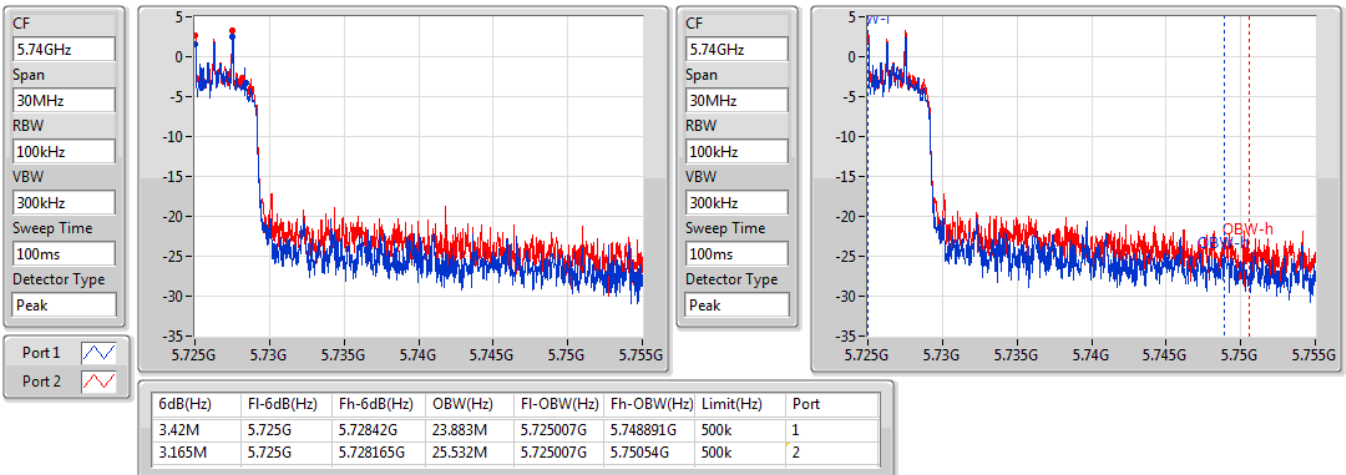 CF
5.74GHz
Span
30MHz
RBW
100kHz
VBW
300kHz
Sweep Time
100ms
Detector Type
Peak
Port 1
Port 2
5
0
-5
-10
-15
-20
-25
-30
-35
5.725G 5.73G 5.735G 5.74G 5.745G 5.75G 5.755G
CF
5.74GHz
Span
30MHz
RBW
100kHz
VBW
300kHz
Sweep Time
100ms
Detector Type
Peak
5
0
-5
-10
-15
-20
-25
-30
-35
W-l
OBW-h
OBW-h
5.725G 5.73G 5.735G 5.74G 5.745G 5.75G 5.755G
6dB(Hz) Fl-6dB(Hz) Fh-6dB(Hz) OBW(Hz) Fl-OBW(Hz) Fh-OBW(Hz) Limit(Hz) Port
3.42M 5.725G 5.72842G 23.883M 5.725007G 5.748891G 500k 1
3.165M 5.725G 5.728165G 25.532M 5.725007G 5.75054G 500k 2